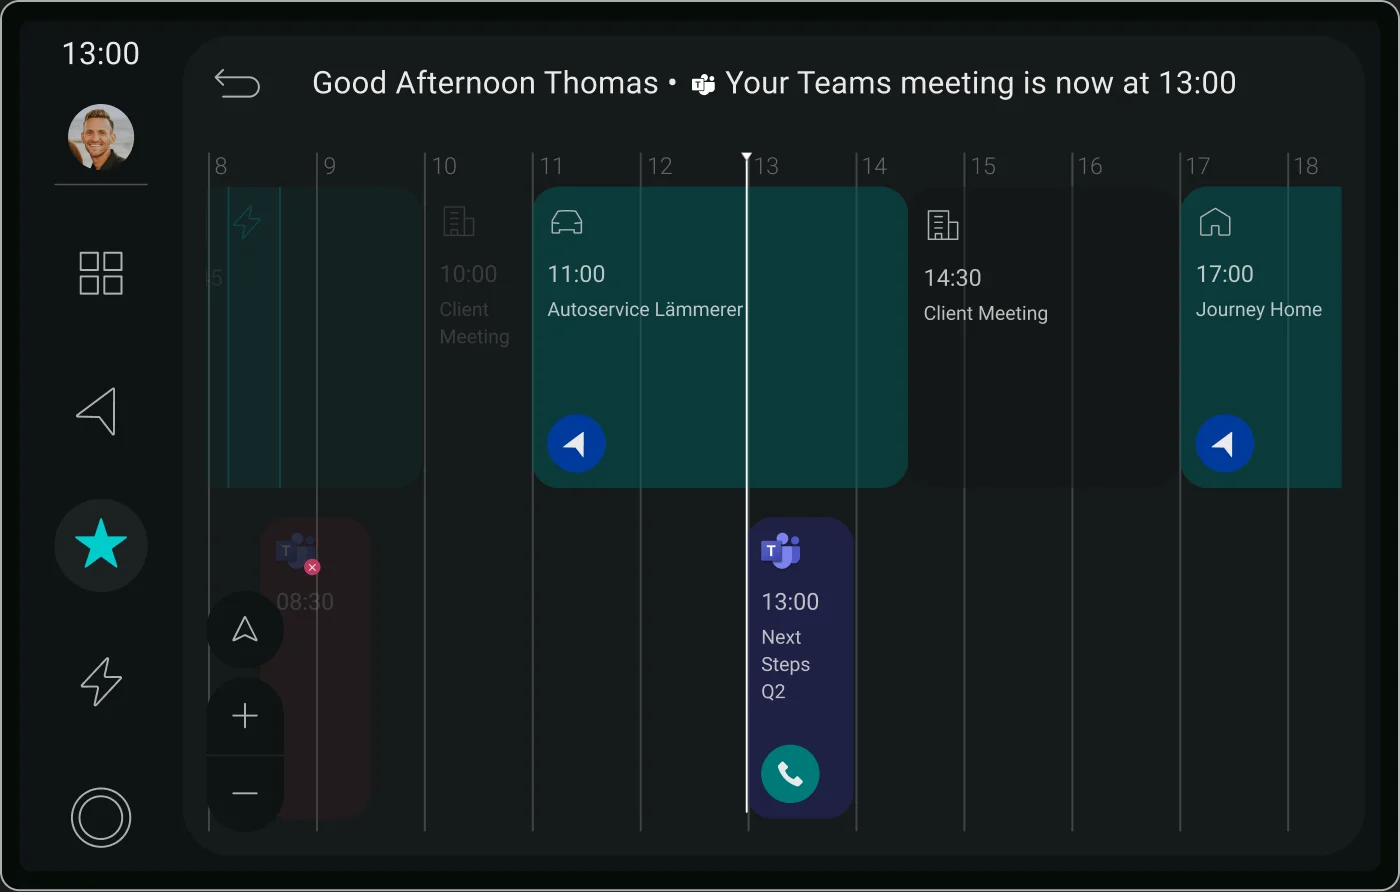 13:00
Good Afternoon Thomas • Your Teams meeting is now at 13:00
8 9 10 11 12 13 14 15 16 17 18
10:00
Client
Meeting
11:00
Autoservice Lämmerer
14:30
Client Meeting
17:00
Journey Home
T
08:30
T
13:00
Next
Steps
Q2